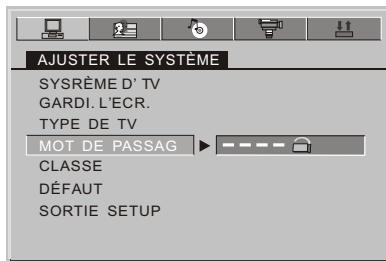 AJUSTER LE SYSTÈME
SYSRÈME D' TV
GARDI. L'ECR.
TYPE DE TV
MOT DE PASSAG
CLASSE
DÉFAUT
SORTIE SETUP